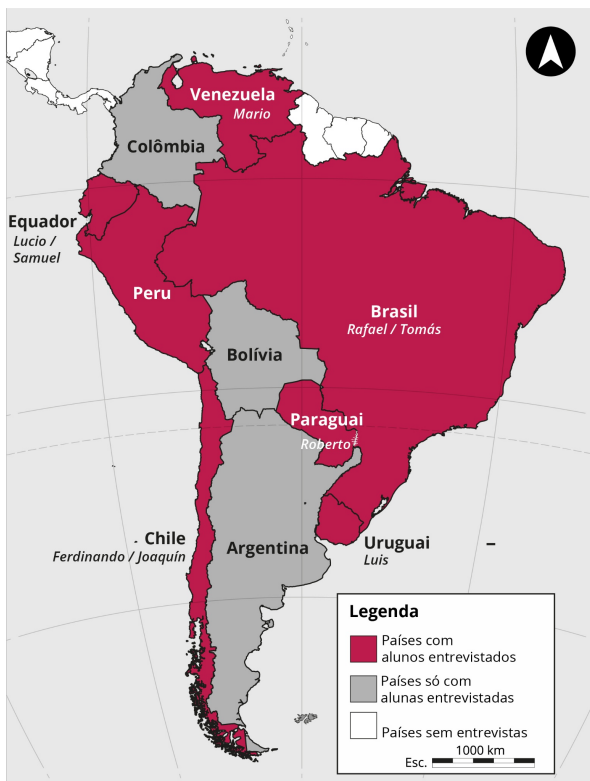 Venezuela
Mario
Colômbia
Equador
Lucio /
Samuel
Peru
Brasil
Rafael / Tomás
Bolívia
Paraguai
Roberto
Chile
Ferdinando / Joaquín
Argentina
Uruguai
Luis
Legenda
Países com
alunos entrevistados
Países só com
alunas entrevistadas
Países sem entrevistas
1000 km
Esc.